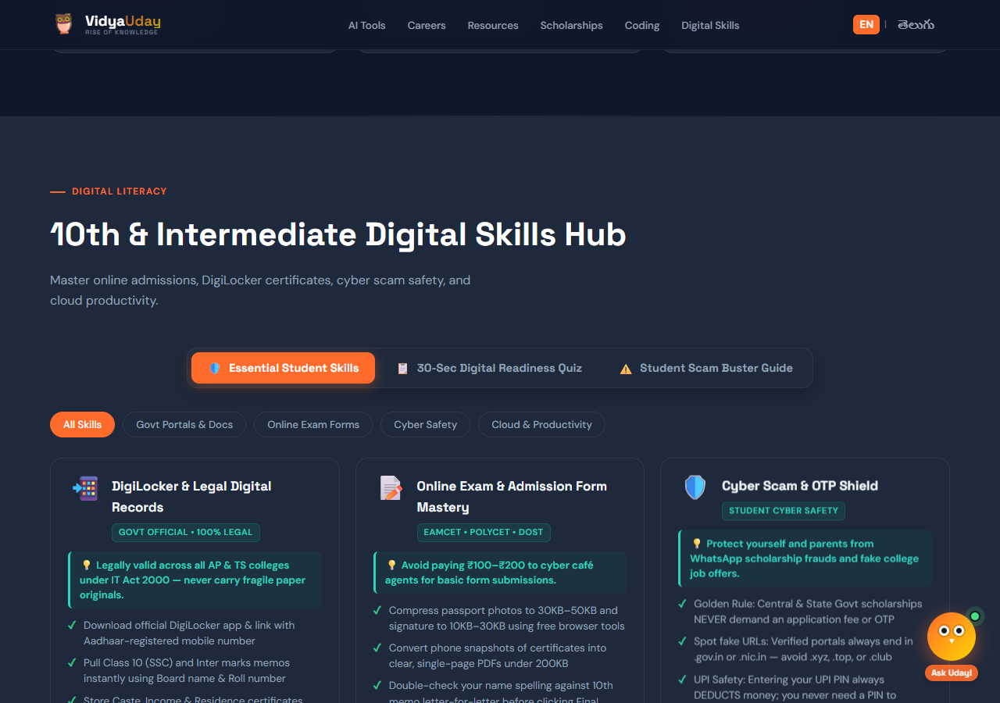 VidyaUday
RISE OF KNOWLEDGE
AI Tools
Careers
Resources
Scholarships
Coding
Digital Skills
EN
|
తెలుగు
DIGITAL LITERACY
10th & Intermediate Digital Skills Hub
Master online admissions, DigiLocker certificates, cyber scam safety, and
cloud productivity.
Essential Student Skills
30-Sec Digital Readiness Quiz
Student Scam Buster Guide
All Skills
Govt Portals & Docs
Online Exam Forms
Cyber Safety
Cloud & Productivity
DigiLocker & Legal Digital
Records
GOVT OFFICIAL • 100% LEGAL
Legally valid across all AP & TS colleges
under IT Act 2000 — never carry fragile paper
originals.
✓ Download official DigiLocker app & link with
Aadhaar-registered mobile number
✓ Pull Class 10 (SSC) and Inter marks memos
instantly using Board name & Roll number
✓ Store Caste, Income & Residence certificates
Online Exam & Admission Form
Mastery
EAMCET • POLYCET • DOST
Avoid paying ₹100–₹200 to cyber café
agents for basic form submissions.
✓ Compress passport photos to 30KB–50KB and
signature to 10KB–30KB using free browser tools
✓ Convert phone snapshots of certificates into
clear, single-page PDFs under 200KB
✓ Double-check your name spelling against 10th
memo letter-for-letter before clicking Final
Cyber Scam & OTP Shield
STUDENT CYBER SAFETY
Protect yourself and parents from
WhatsApp scholarship frauds and fake college
job offers.
✓ Golden Rule: Central & State Govt scholarships
NEVER demand an application fee or OTP
✓ Spot fake URLs: Verified portals always end in
.gov.in or .nic.in — avoid .xyz, .top, or .club
✓ UPI Safety: Entering your UPI PIN always
DEDUCTS money; you never need a PIN to
Ask Uday!